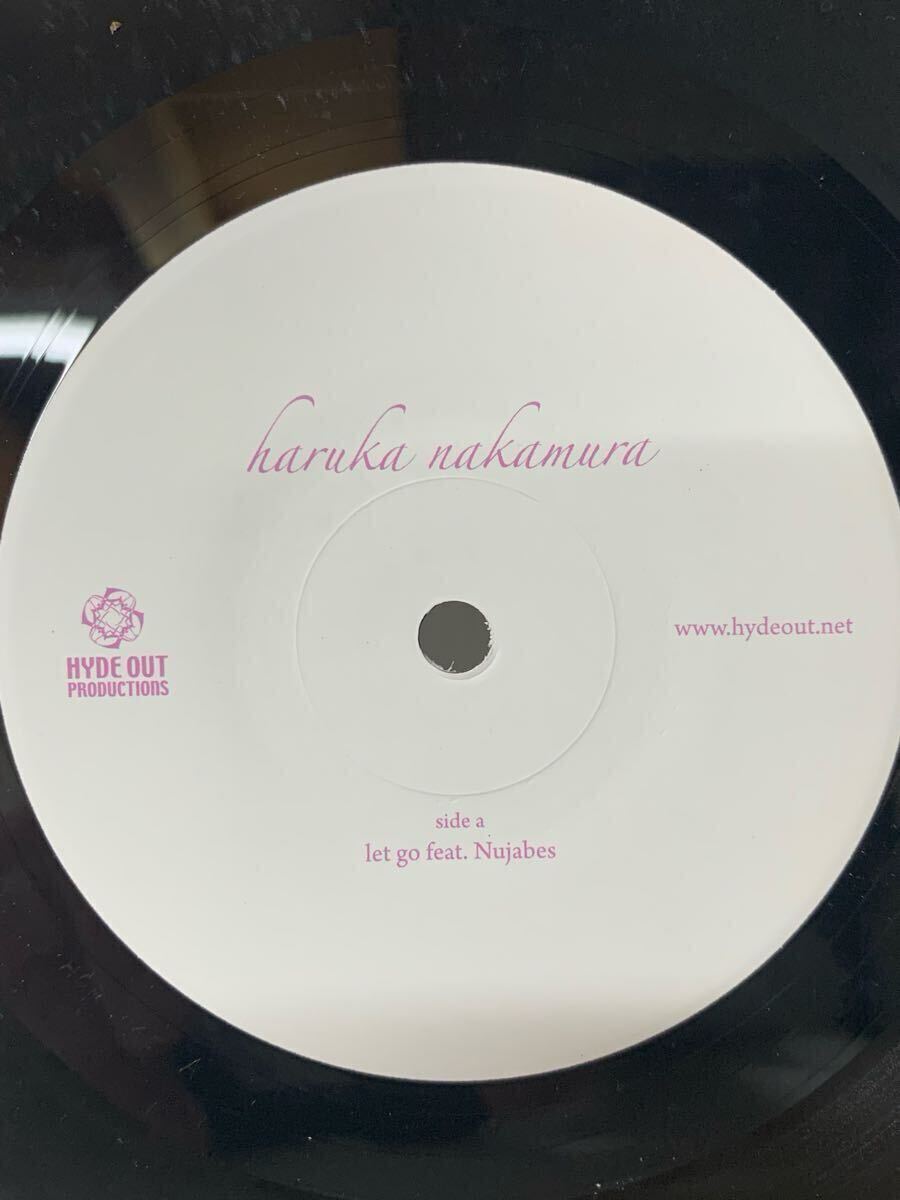 haruka nakamura
HYDE OUT
PRODUCTIONS
www.hydeout.net
side a
let go feat. Nujabes